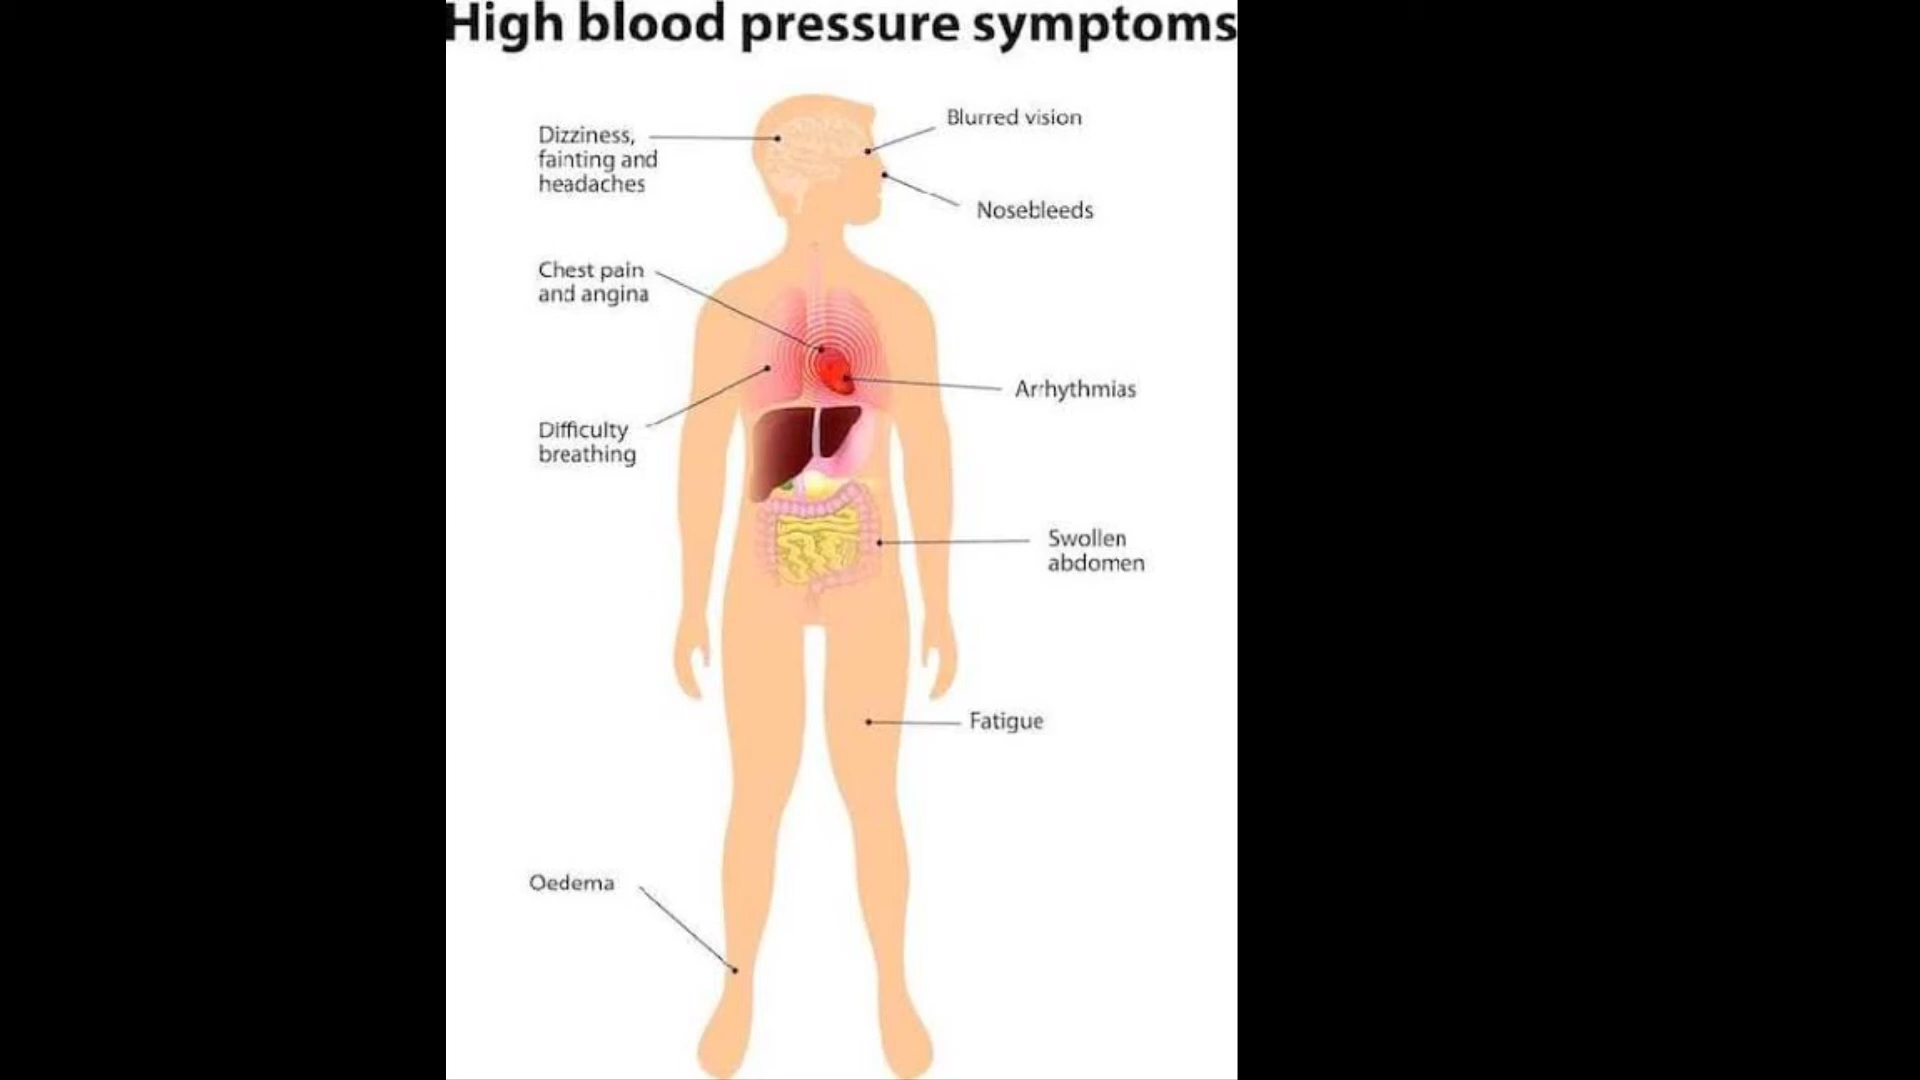 High blood pressure symptoms
Dizziness,
fainting and
headaches
Blurred vision
Nosebleeds
Chest pain
and angina
Arrhythmias
Difficulty
breathing
Swollen
abdomen
Fatigue
Oedema